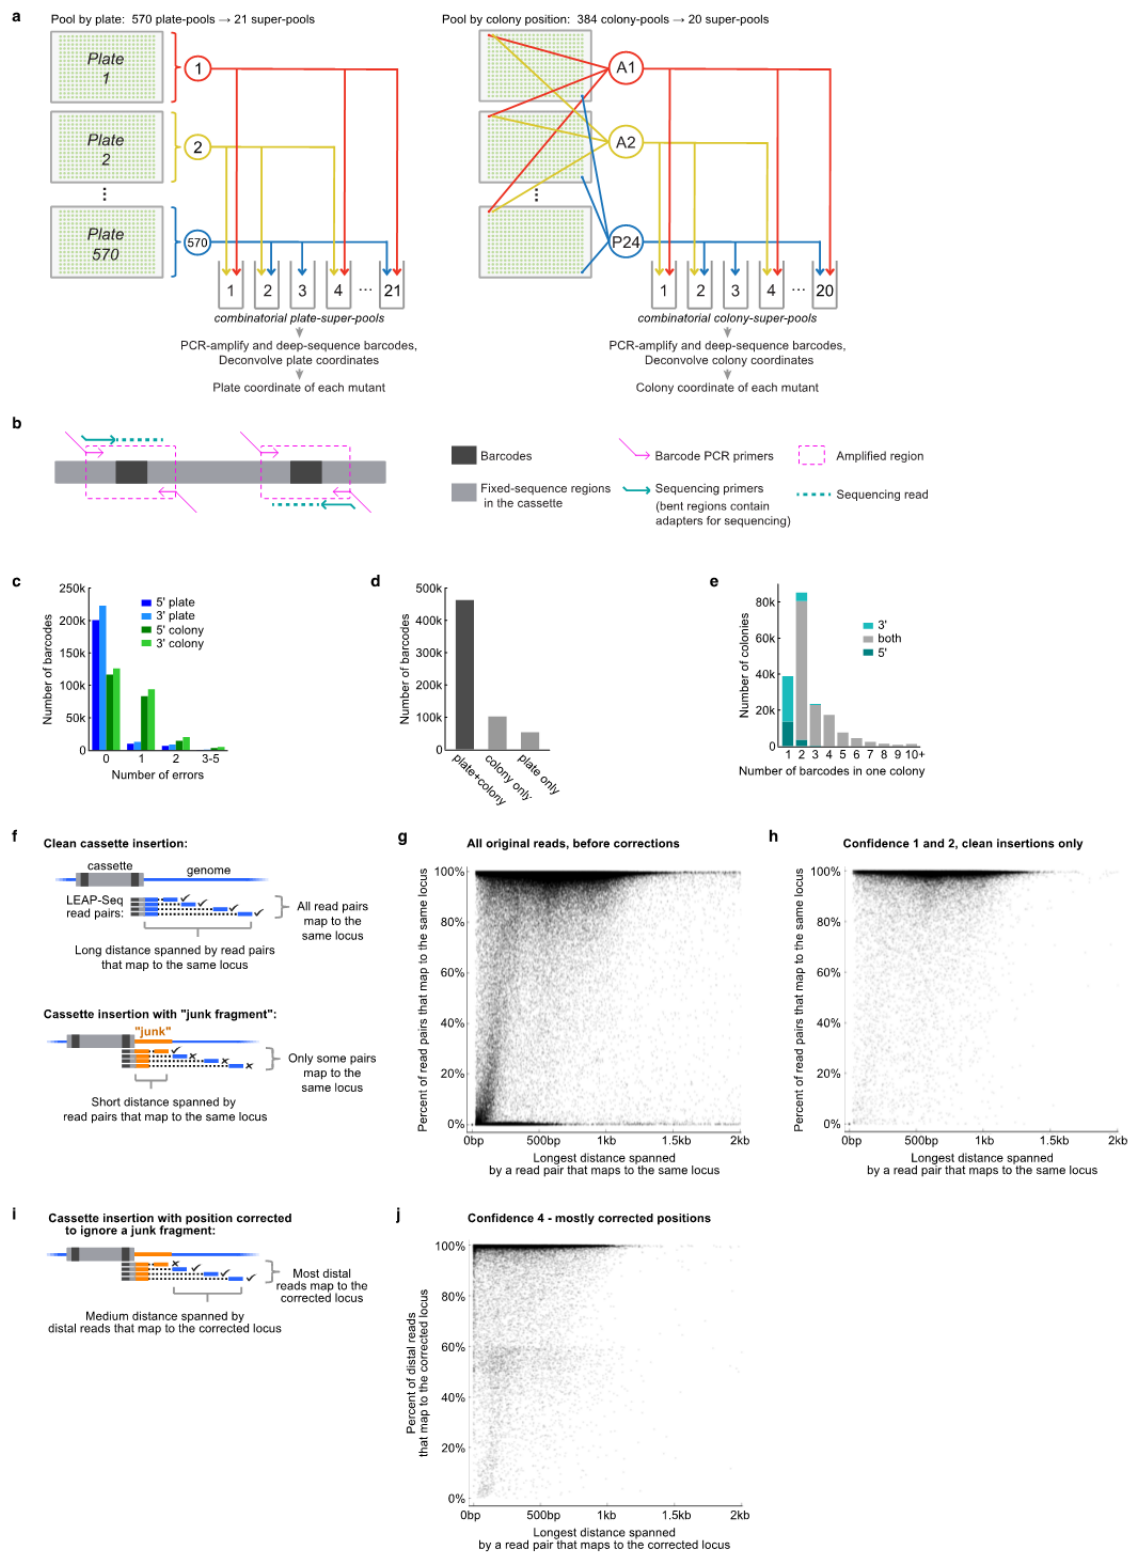 a
Pool by plate: 570 plate-pools → 21 super-pools
Plate
1
1
Plate
2
2
Plate
570
570
1 2 3 4 ... 21
combinatorial plate-super-pools
PCR-amplify and deep-sequence barcodes,
Deconvolve plate coordinates
Plate coordinate of each mutant
Pool by colony position: 384 colony-pools → 20 super-pools
A1
A2
P24
1 2 3 4 ... 20
combinatorial colony-super-pools
PCR-amplify and deep-sequence barcodes,
Deconvolve colony coordinates
Colony coordinate of each mutant
b
Barcodes
Fixed-sequence regions
in the cassette
Barcode PCR primers
Sequencing primers
(bent regions contain
adapters for sequencing)
Amplified region
Sequencing read
c
Number of barcodes
250k
200k
150k
100k
50k
0
5' plate
3' plate
5' colony
3' colony
0 1 2 3-5
Number of errors
d
Number of barcodes
500k
400k
300k
200k
100k
0
plate+colony
colony only
plate only
e
Number of colonies
80k
60k
40k
20k
0
3'
both
5'
1 2 3 4 5 6 7 8 9 10+
Number of barcodes in one colony
f
Clean cassette insertion:
cassette
genome
LEAP-Seq
read pairs:
All read pairs
map to the
same locus
Long distance spanned by read pairs
that map to the same locus
Cassette insertion with "junk fragment":
"junk"
Only some pairs
map to the
same locus
Short distance spanned by
read pairs that map to the same locus
g
All original reads, before corrections
Percent of read pairs that map to the same locus
100%
80%
60%
40%
20%
0%
0bp 500bp 1kb 1.5kb 2kb
Longest distance spanned
by a read pair that maps to the same locus
h
Confidence 1 and 2, clean insertions only
Percent of read pairs that map to the same locus
100%
80%
60%
40%
20%
0%
0bp 500bp 1kb 1.5kb 2kb
Longest distance spanned
by a read pair that maps to the same locus
i
Cassette insertion with position corrected
to ignore a junk fragment:
Most distal
reads map to the
corrected locus
Medium distance spanned by
distal reads that map to the corrected locus
j
Confidence 4 - mostly corrected positions
Percent of distal reads
that map to the corrected locus
100%
80%
60%
40%
20%
0%
0bp 500bp 1kb 1.5kb 2kb
Longest distance spanned
by a read pair that maps to the corrected locus